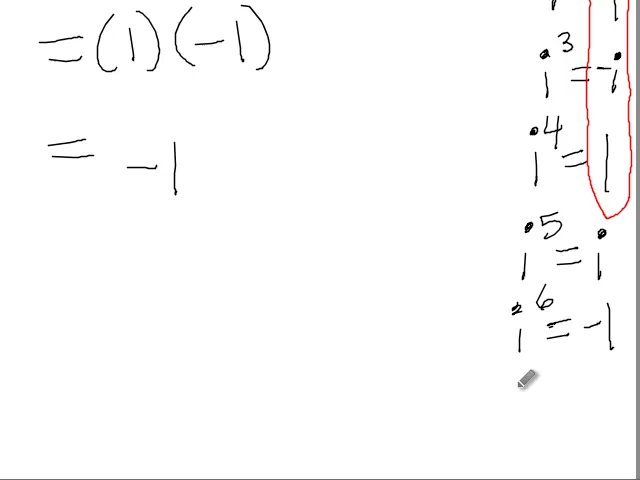 =(1)(-1)
= -1
i³=-i
i⁴=1
i⁵=i
i⁶=-1